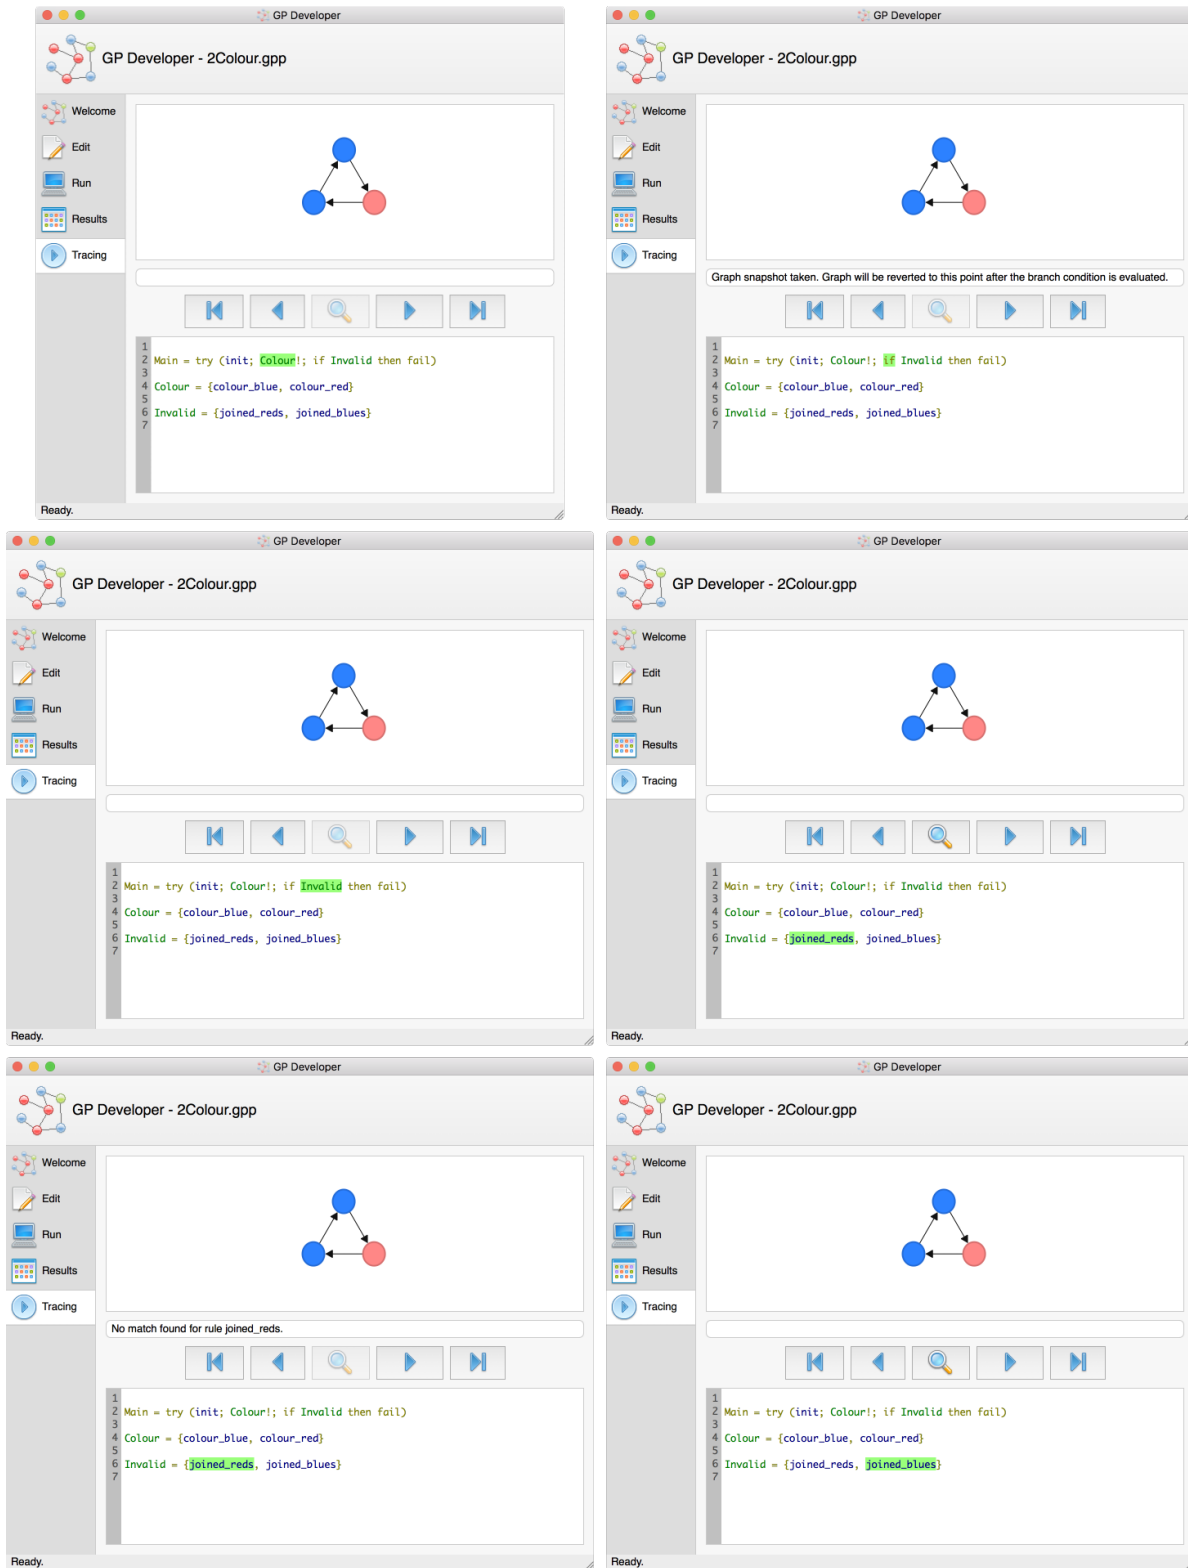 GP Developer
GP Developer - 2Colour.gpp
Welcome
Edit
Run
Results
Tracing
1
2 Main = try (init; Colour!; if Invalid then fail)
3
4 Colour = {colour_blue, colour_red}
5
6 Invalid = {joined_reds, joined_blues}
7
Ready.
GP Developer
GP Developer - 2Colour.gpp
Welcome
Edit
Run
Results
Tracing
Graph snapshot taken. Graph will be reverted to this point after the branch condition is evaluated.
1
2 Main = try (init; Colour!; if Invalid then fail)
3
4 Colour = {colour_blue, colour_red}
5
6 Invalid = {joined_reds, joined_blues}
7
Ready.
GP Developer
GP Developer - 2Colour.gpp
Welcome
Edit
Run
Results
Tracing
1
2 Main = try (init; Colour!; if Invalid then fail)
3
4 Colour = {colour_blue, colour_red}
5
6 Invalid = {joined_reds, joined_blues}
7
Ready.
GP Developer
GP Developer - 2Colour.gpp
Welcome
Edit
Run
Results
Tracing
1
2 Main = try (init; Colour!; if Invalid then fail)
3
4 Colour = {colour_blue, colour_red}
5
6 Invalid = {joined_reds, joined_blues}
7
Ready.
GP Developer
GP Developer - 2Colour.gpp
Welcome
Edit
Run
Results
Tracing
No match found for rule joined_reds.
1
2 Main = try (init; Colour!; if Invalid then fail)
3
4 Colour = {colour_blue, colour_red}
5
6 Invalid = {joined_reds, joined_blues}
7
Ready.
GP Developer
GP Developer - 2Colour.gpp
Welcome
Edit
Run
Results
Tracing
1
2 Main = try (init; Colour!; if Invalid then fail)
3
4 Colour = {colour_blue, colour_red}
5
6 Invalid = {joined_reds, joined_blues}
7
Ready.